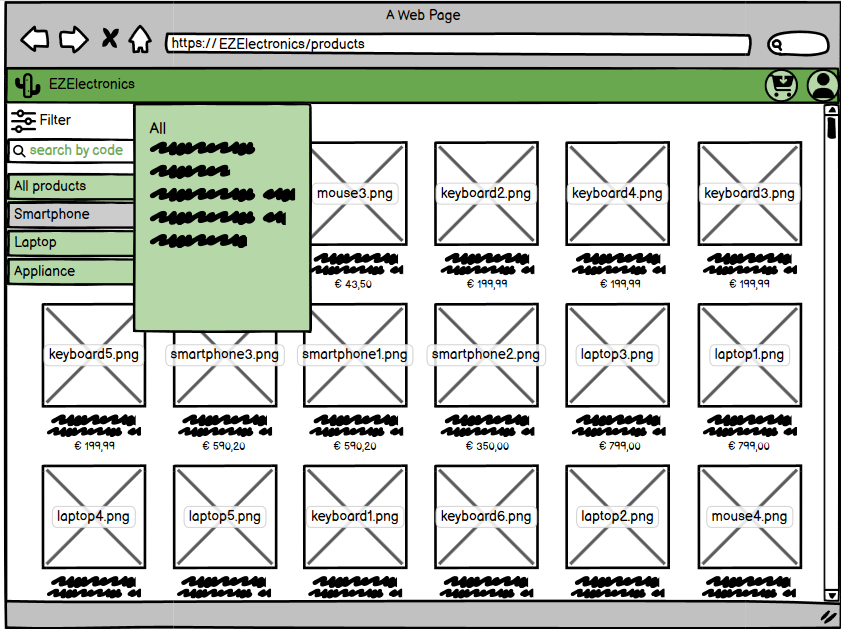 A Web Page
https:// EZElectronics/products
EZElectronics
Filter
search by code
All products
Smartphone
Laptop
Appliance
All
mouse3.png
keyboard2.png
keyboard4.png
keyboard3.png
€ 43,50
€ 199,99
€ 199,99
€ 199,99
keyboard5.png
smartphone3.png
smartphone1.png
smartphone2.png
laptop3.png
laptop1.png
€ 199,99
€ 590,20
€ 590,20
€ 350,00
€ 799,00
€ 799,00
laptop4.png
laptop5.png
keyboard1.png
keyboard6.png
laptop2.png
mouse4.png